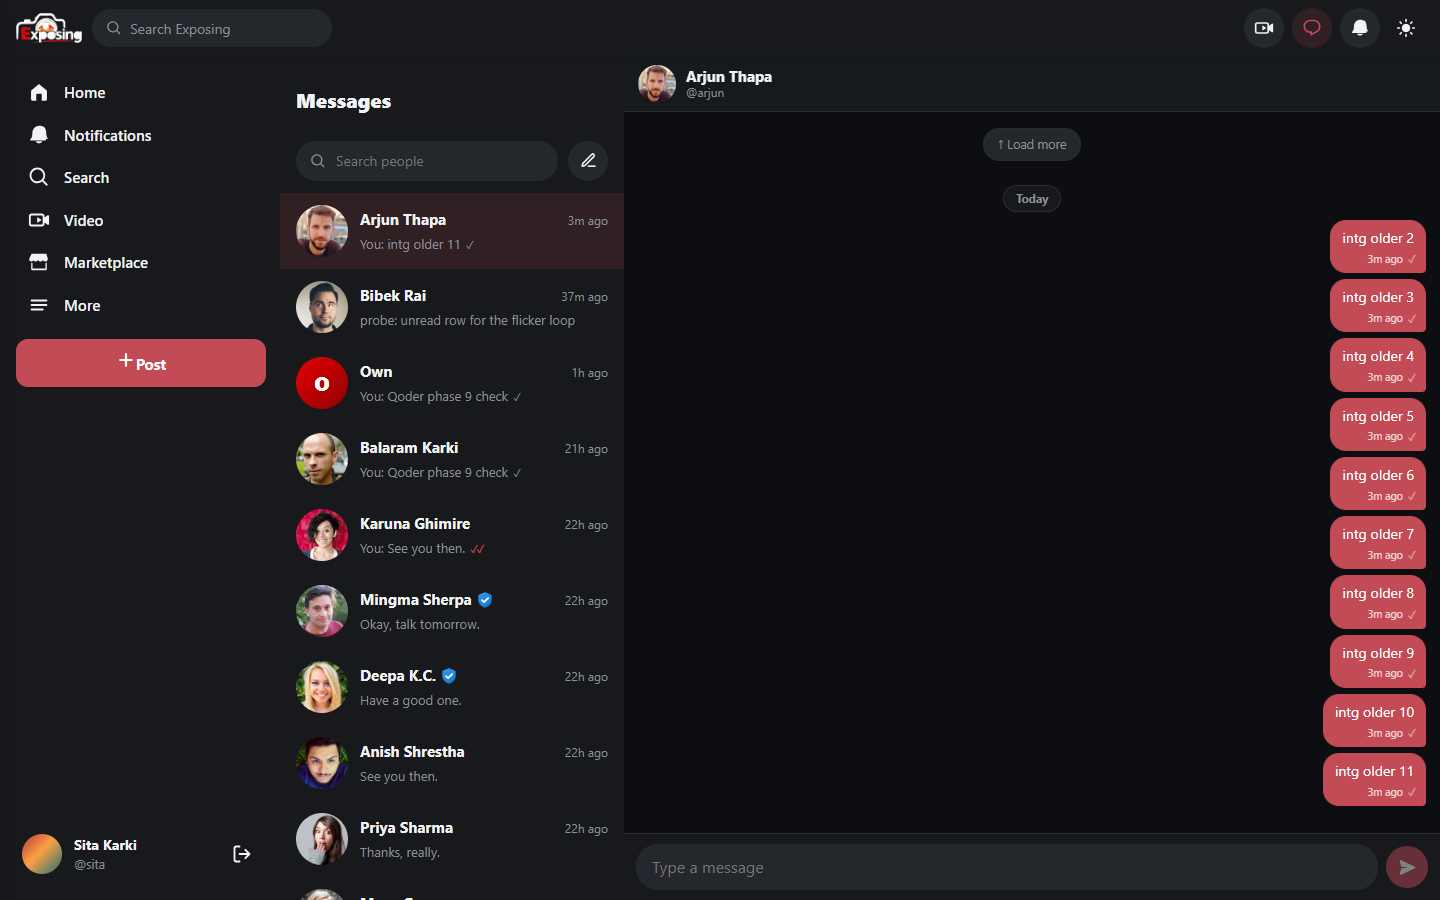 Exposing
Search Exposing
Home
Notifications
Search
Video
Marketplace
More
+ Post
Sita Karki
@sita
Messages
Search people
Arjun Thapa 3m ago
You: intg older 11 ✓
Bibek Rai 37m ago
probe: unread row for the flicker loop
O
Own 1h ago
You: Qoder phase 9 check ✓
Balaram Karki 21h ago
You: Qoder phase 9 check ✓
Karuna Ghimire 22h ago
You: See you then. ✓✓
Mingma Sherpa 22h ago
Okay, talk tomorrow.
Deepa K.C. 22h ago
Have a good one.
Anish Shrestha 22h ago
See you then.
Priya Sharma 22h ago
Thanks, really.
Arjun Thapa
@arjun
↑ Load more
Today
intg older 2
3m ago ✓
intg older 3
3m ago ✓
intg older 4
3m ago ✓
intg older 5
3m ago ✓
intg older 6
3m ago ✓
intg older 7
3m ago ✓
intg older 8
3m ago ✓
intg older 9
3m ago ✓
intg older 10
3m ago ✓
intg older 11
3m ago ✓
Type a message